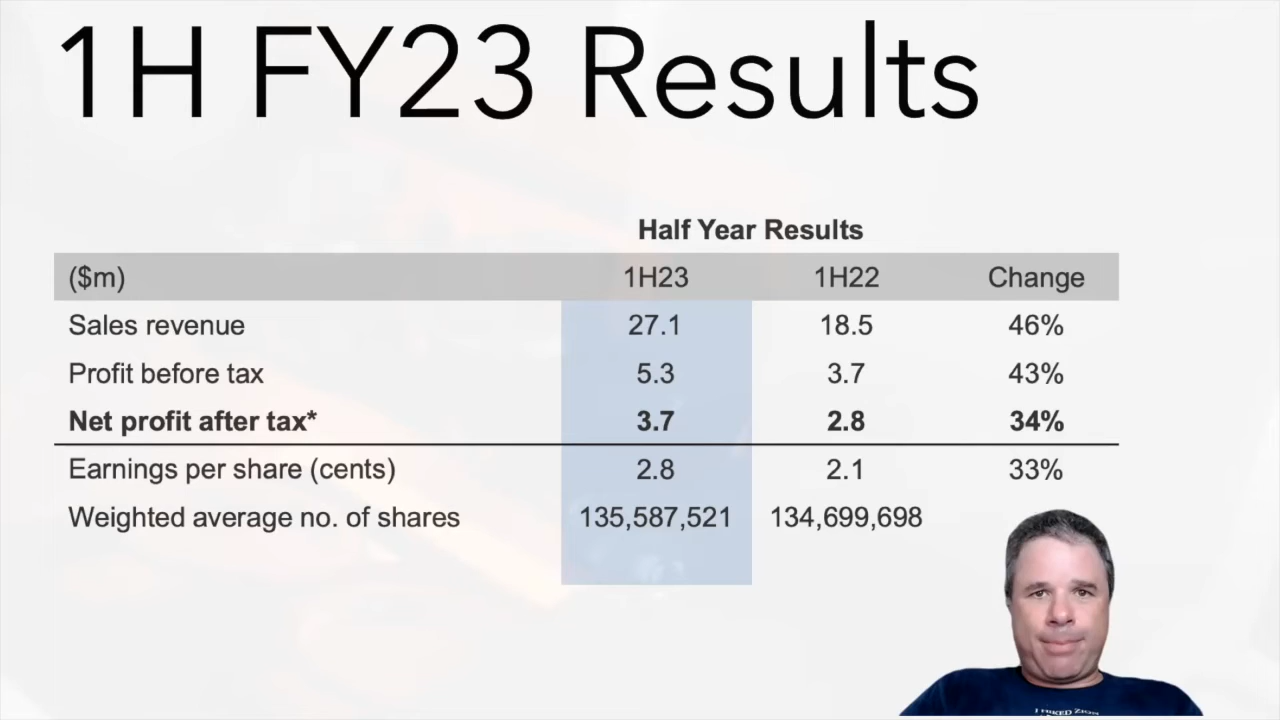 1H FY23 Results
Half Year Results
($m) 1H23 1H22 Change
Sales revenue 27.1 18.5 46%
Profit before tax 5.3 3.7 43%
Net profit after tax* 3.7 2.8 34%
Earnings per share (cents) 2.8 2.1 33%
Weighted average no. of shares 135,587,521 134,699,698
I HIKED ZION